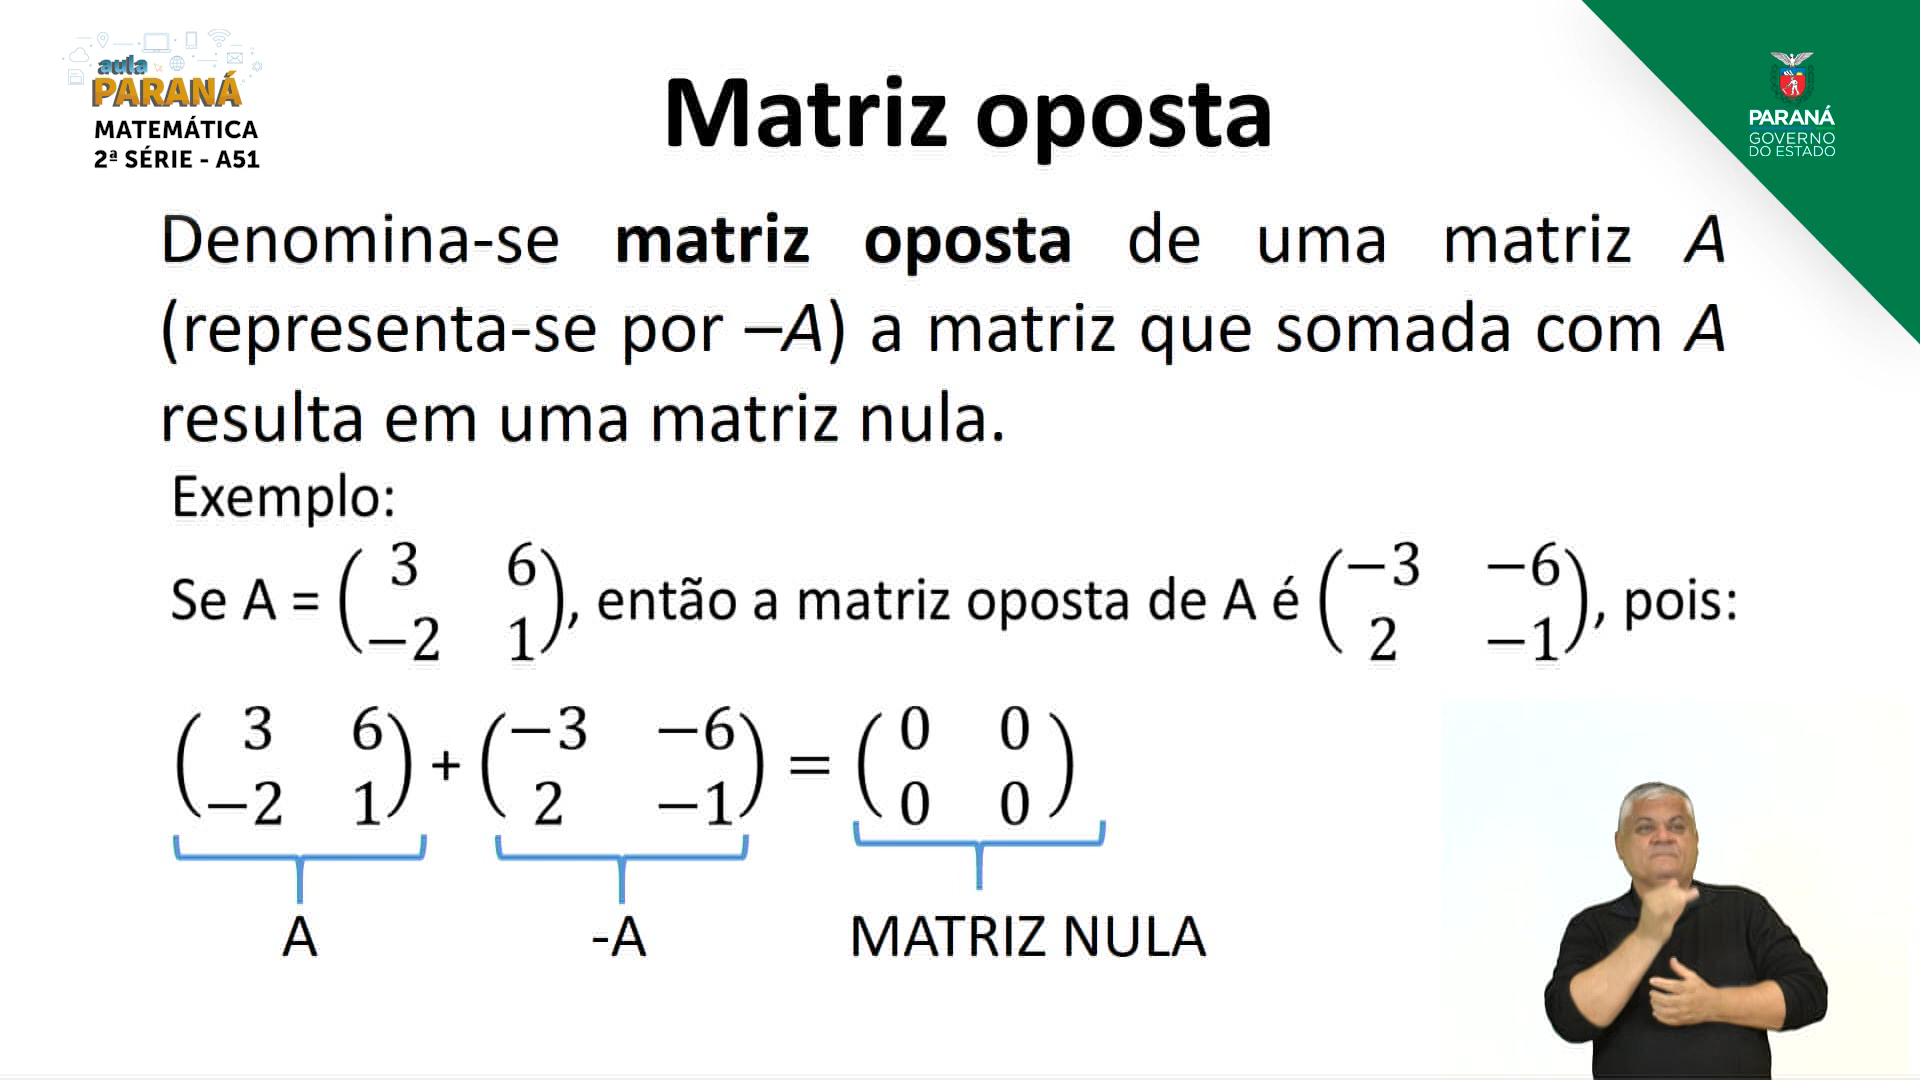 aula
PARANÁ
MATEMÁTICA
2ª SÉRIE - A51
Matriz oposta
PARANÁ
GOVERNO
DO ESTADO
Denomina-se matriz oposta de uma matriz A
(representa-se por –A) a matriz que somada com A
resulta em uma matriz nula.
Exemplo:
Se A = ( 3 6 −2 1 ), então a matriz oposta de A é ( −3 −6 2 −1 ), pois:
( 3 6 −2 1 ) + ( −3 −6 2 −1 ) = ( 0 0 0 0 )
A -A MATRIZ NULA